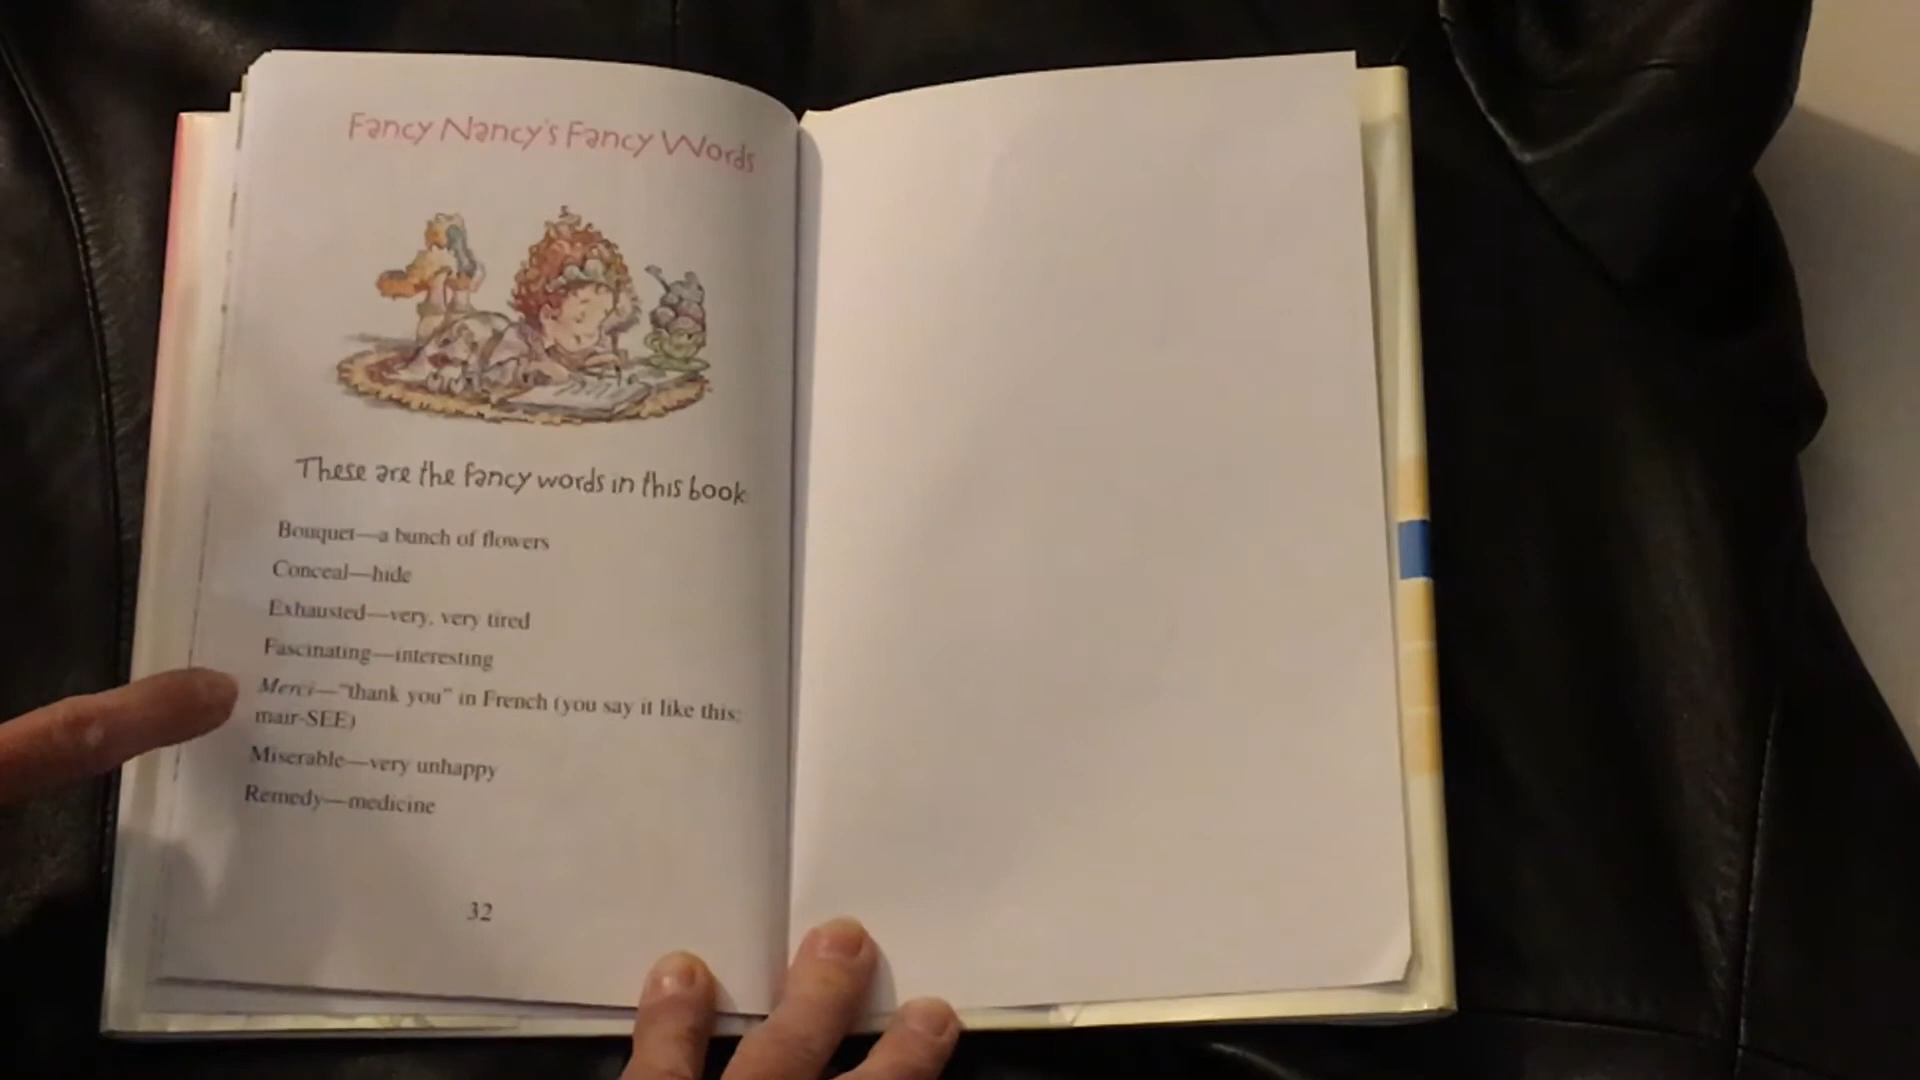 Fancy Nancy's Fancy Words
These are the fancy words in this book
Bouquet—a bunch of flowers
Conceal—hide
Exhausted—very, very tired
Fascinating—interesting
Merci—"thank you" in French (you say it like this:
mair-SEE)
Miserable—very unhappy
Remedy—medicine
32